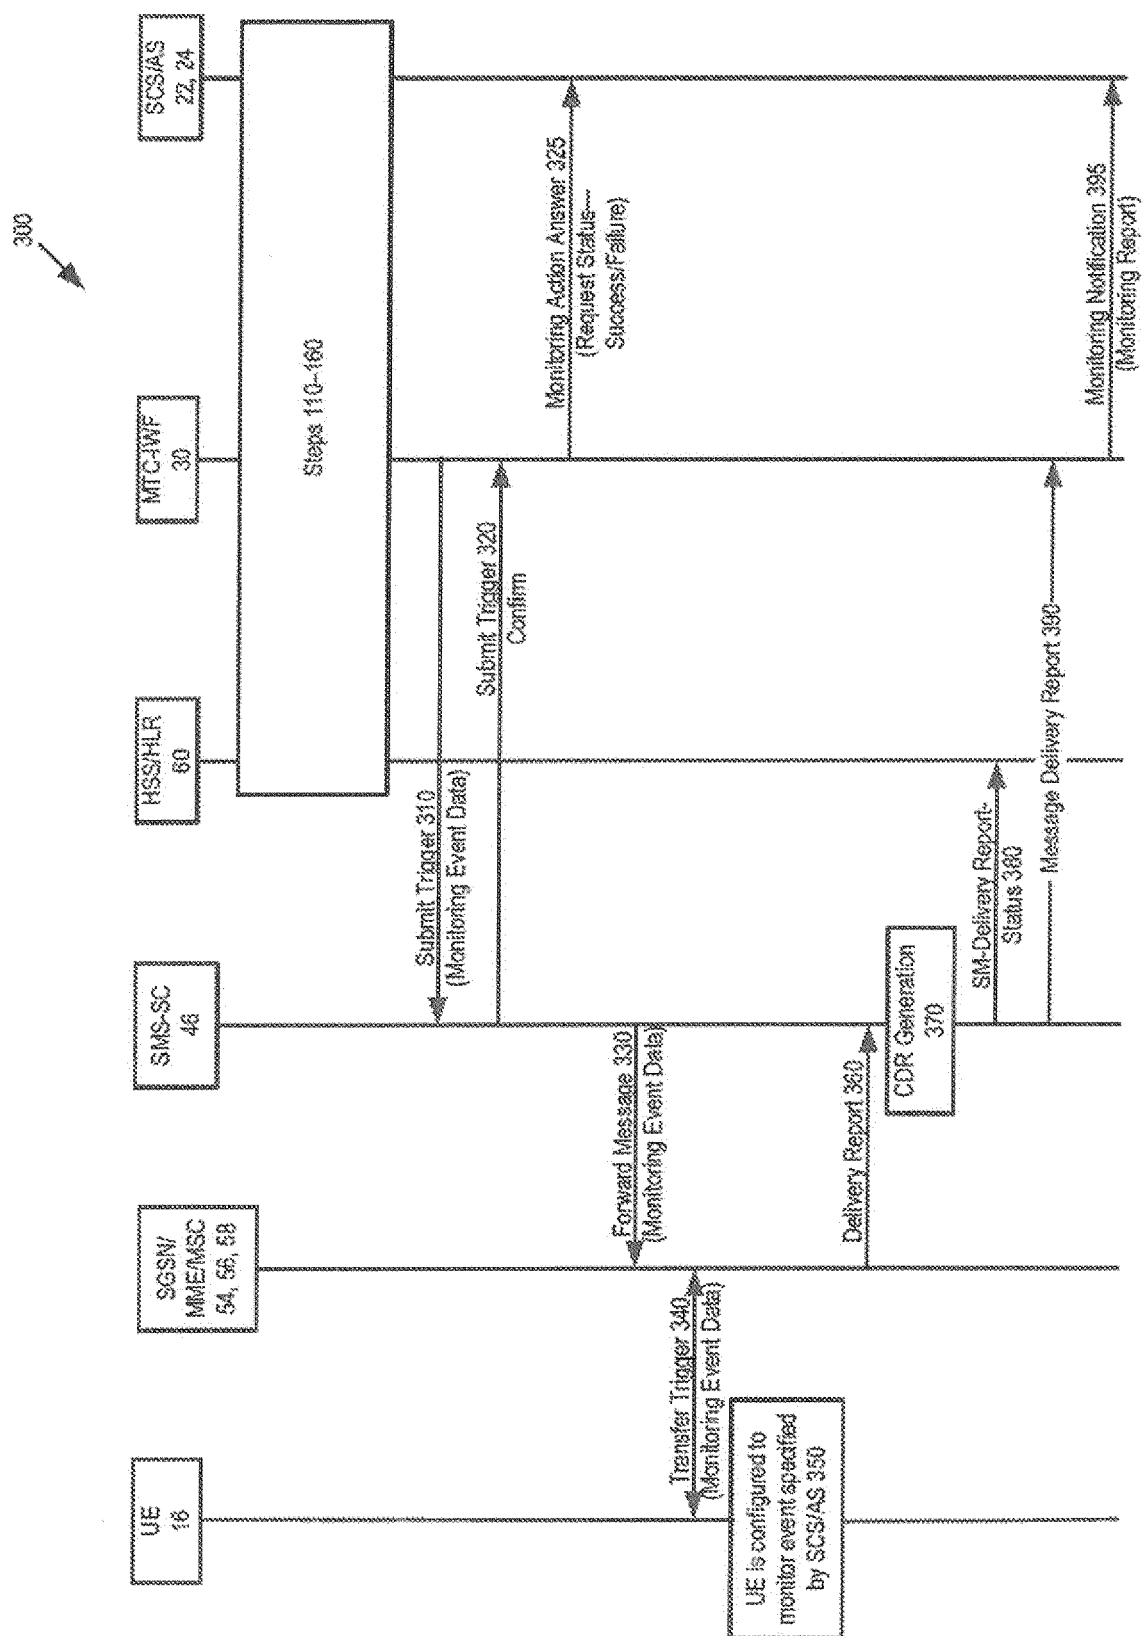 300
UE
16
SGSN/
MME/MSC
54, 56, 58
SMS-SC
46
HSS/HLR
60
MTC-IWF
30
SCS/AS
22, 24
Steps 110–160
Submit Trigger 310
(Monitoring Event Data)
Submit Trigger 320
Confirm
Monitoring Action Answer 325
(Request Status—
Success/Failure)
Forward Message 330
(Monitoring Event Data)
Transfer Trigger 340
(Monitoring Event Data)
UE is configured to
monitor event specified
by SCS/AS 350
Delivery Report 360
CDR Generation
370
SM-Delivery Report-
Status 380
Message Delivery Report 390
Monitoring Notification 395
(Monitoring Report)